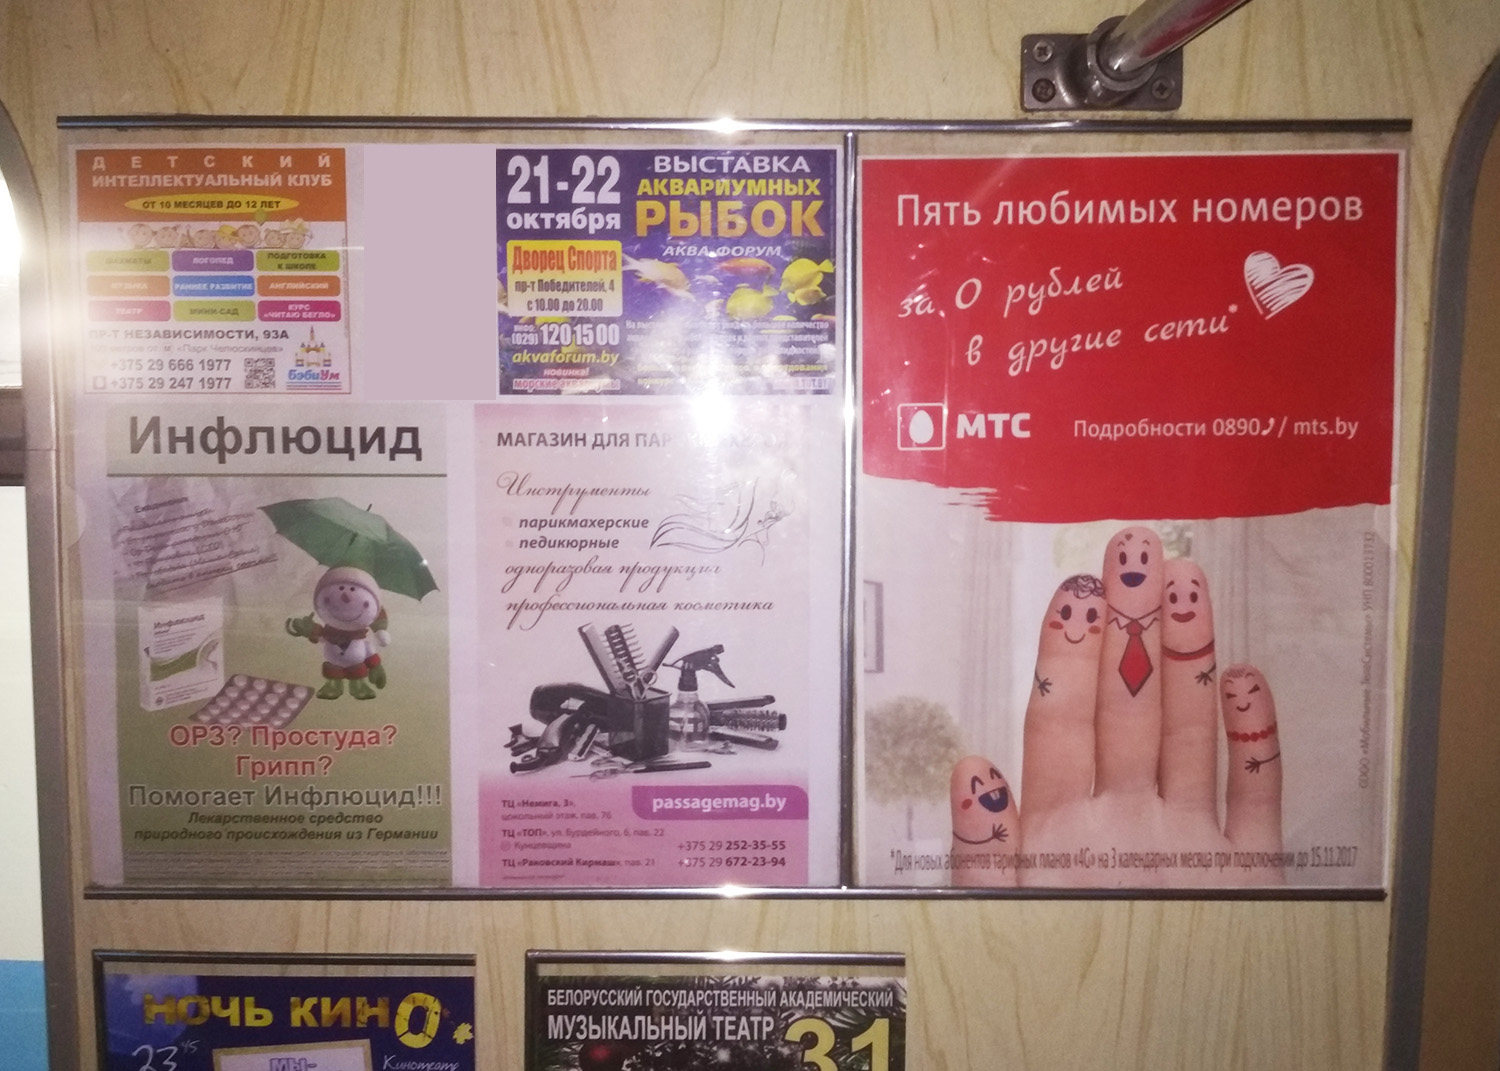 ДЕТСКИЙ
ИНТЕЛЛЕКТУАЛЬНЫЙ КЛУБ
ОТ 10 МЕСЯЦЕВ ДО 12 ЛЕТ
ШАХМАТЫ
ЛОГОПЕД
ПОДГОТОВКА
К ШКОЛЕ
МУЗЫКА
РАННЕЕ РАЗВИТИЕ
АНГЛИЙСКИЙ
ТЕАТР
МИНИ-САД
КУРС
«ЧИТАЮ БЕГЛО»
ПР-Т НЕЗАВИСИМОСТИ, 93А
ст. м. «Парк Челюскинцев»
+375 29 666 1977
+375 29 247 1977
БэбиУм
21-22
октября
Дворец Спорта
пр-т Победителей, 4
с 10.00 до 20.00
инфо:
(029) 120 15 00
akvaforum.by
новинка!
морские аквариумы
ВЫСТАВКА
АКВАРИУМНЫХ
РЫБОК
АКВА ФОРУМ
Инфлюцид
Ежедневно
Инфлюцид
ОРЗ? Простуда?
Грипп?
Помогает Инфлюцид!!!
Лекарственное средство
природного происхождения из Германии
МАГАЗИН ДЛЯ
Инструменты
парикмахерские
педикюрные
одноразовая продукция
профессиональная косметика
passagemag.by
ТЦ «Немига, 3»,
цокольный этаж, пав. 76
ТЦ «ТОП», ул. Бурдейного, 6, пав. 22
Кунцевщина
ТЦ «Раковский Кирмаш», пав. 21
+375 29 252-35-55
+375 29 672-23-94
Пять любимых номеров
за 0 рублей
в другие сети*
МТС
Подробности 0890 / mts.by
СООО «Мобильные ТелеСистемы» УНП 800013732
*Для новых абонентов тарифных планов «4G» на 3 календарных месяца при подключении до 15.11.2017
НОЧЬ КИНО
23 45
МЫ-
Кинотеатр
БЕЛОРУССКИЙ ГОСУДАРСТВЕННЫЙ АКАДЕМИЧЕСКИЙ
МУЗЫКАЛЬНЫЙ ТЕАТР
31